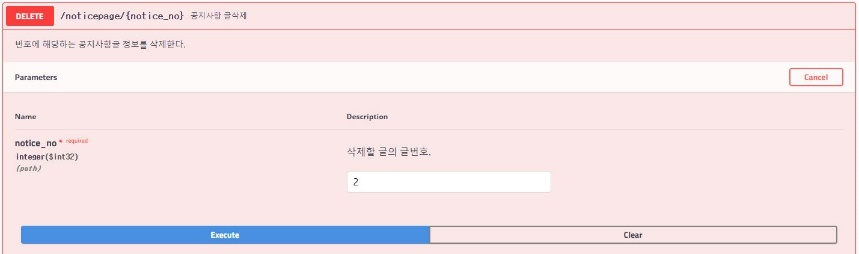 DELETE /noticepage/{notice_no} 공지사항 글삭제
번호에 해당하는 공지사항글 정보를 삭제한다.
Parameters Cancel
Name Description
notice_no * required
integer($int32)
(path)
삭제할 글의 글번호.
2
Execute Clear